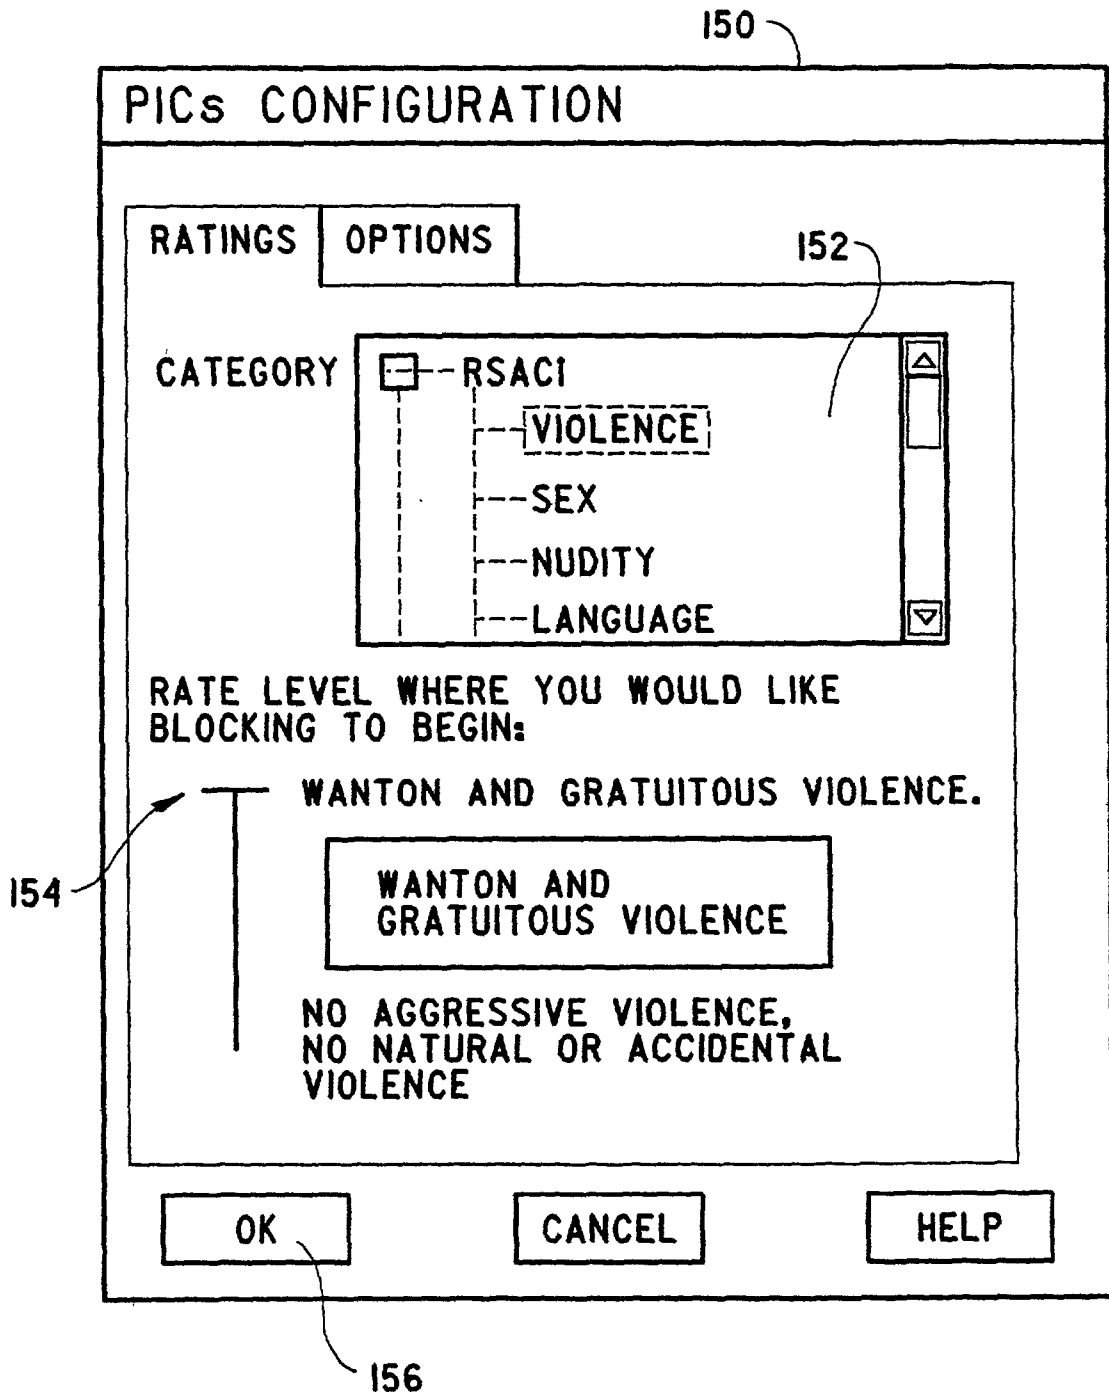 150
PICs CONFIGURATION
RATINGS
OPTIONS
152
CATEGORY
RSACI
VIOLENCE
SEX
NUDITY
LANGUAGE
RATE LEVEL WHERE YOU WOULD LIKE
BLOCKING TO BEGIN:
WANTON AND GRATUITOUS VIOLENCE.
154
WANTON AND
GRATUITOUS VIOLENCE
NO AGGRESSIVE VIOLENCE,
NO NATURAL OR ACCIDENTAL
VIOLENCE
OK
CANCEL
HELP
156